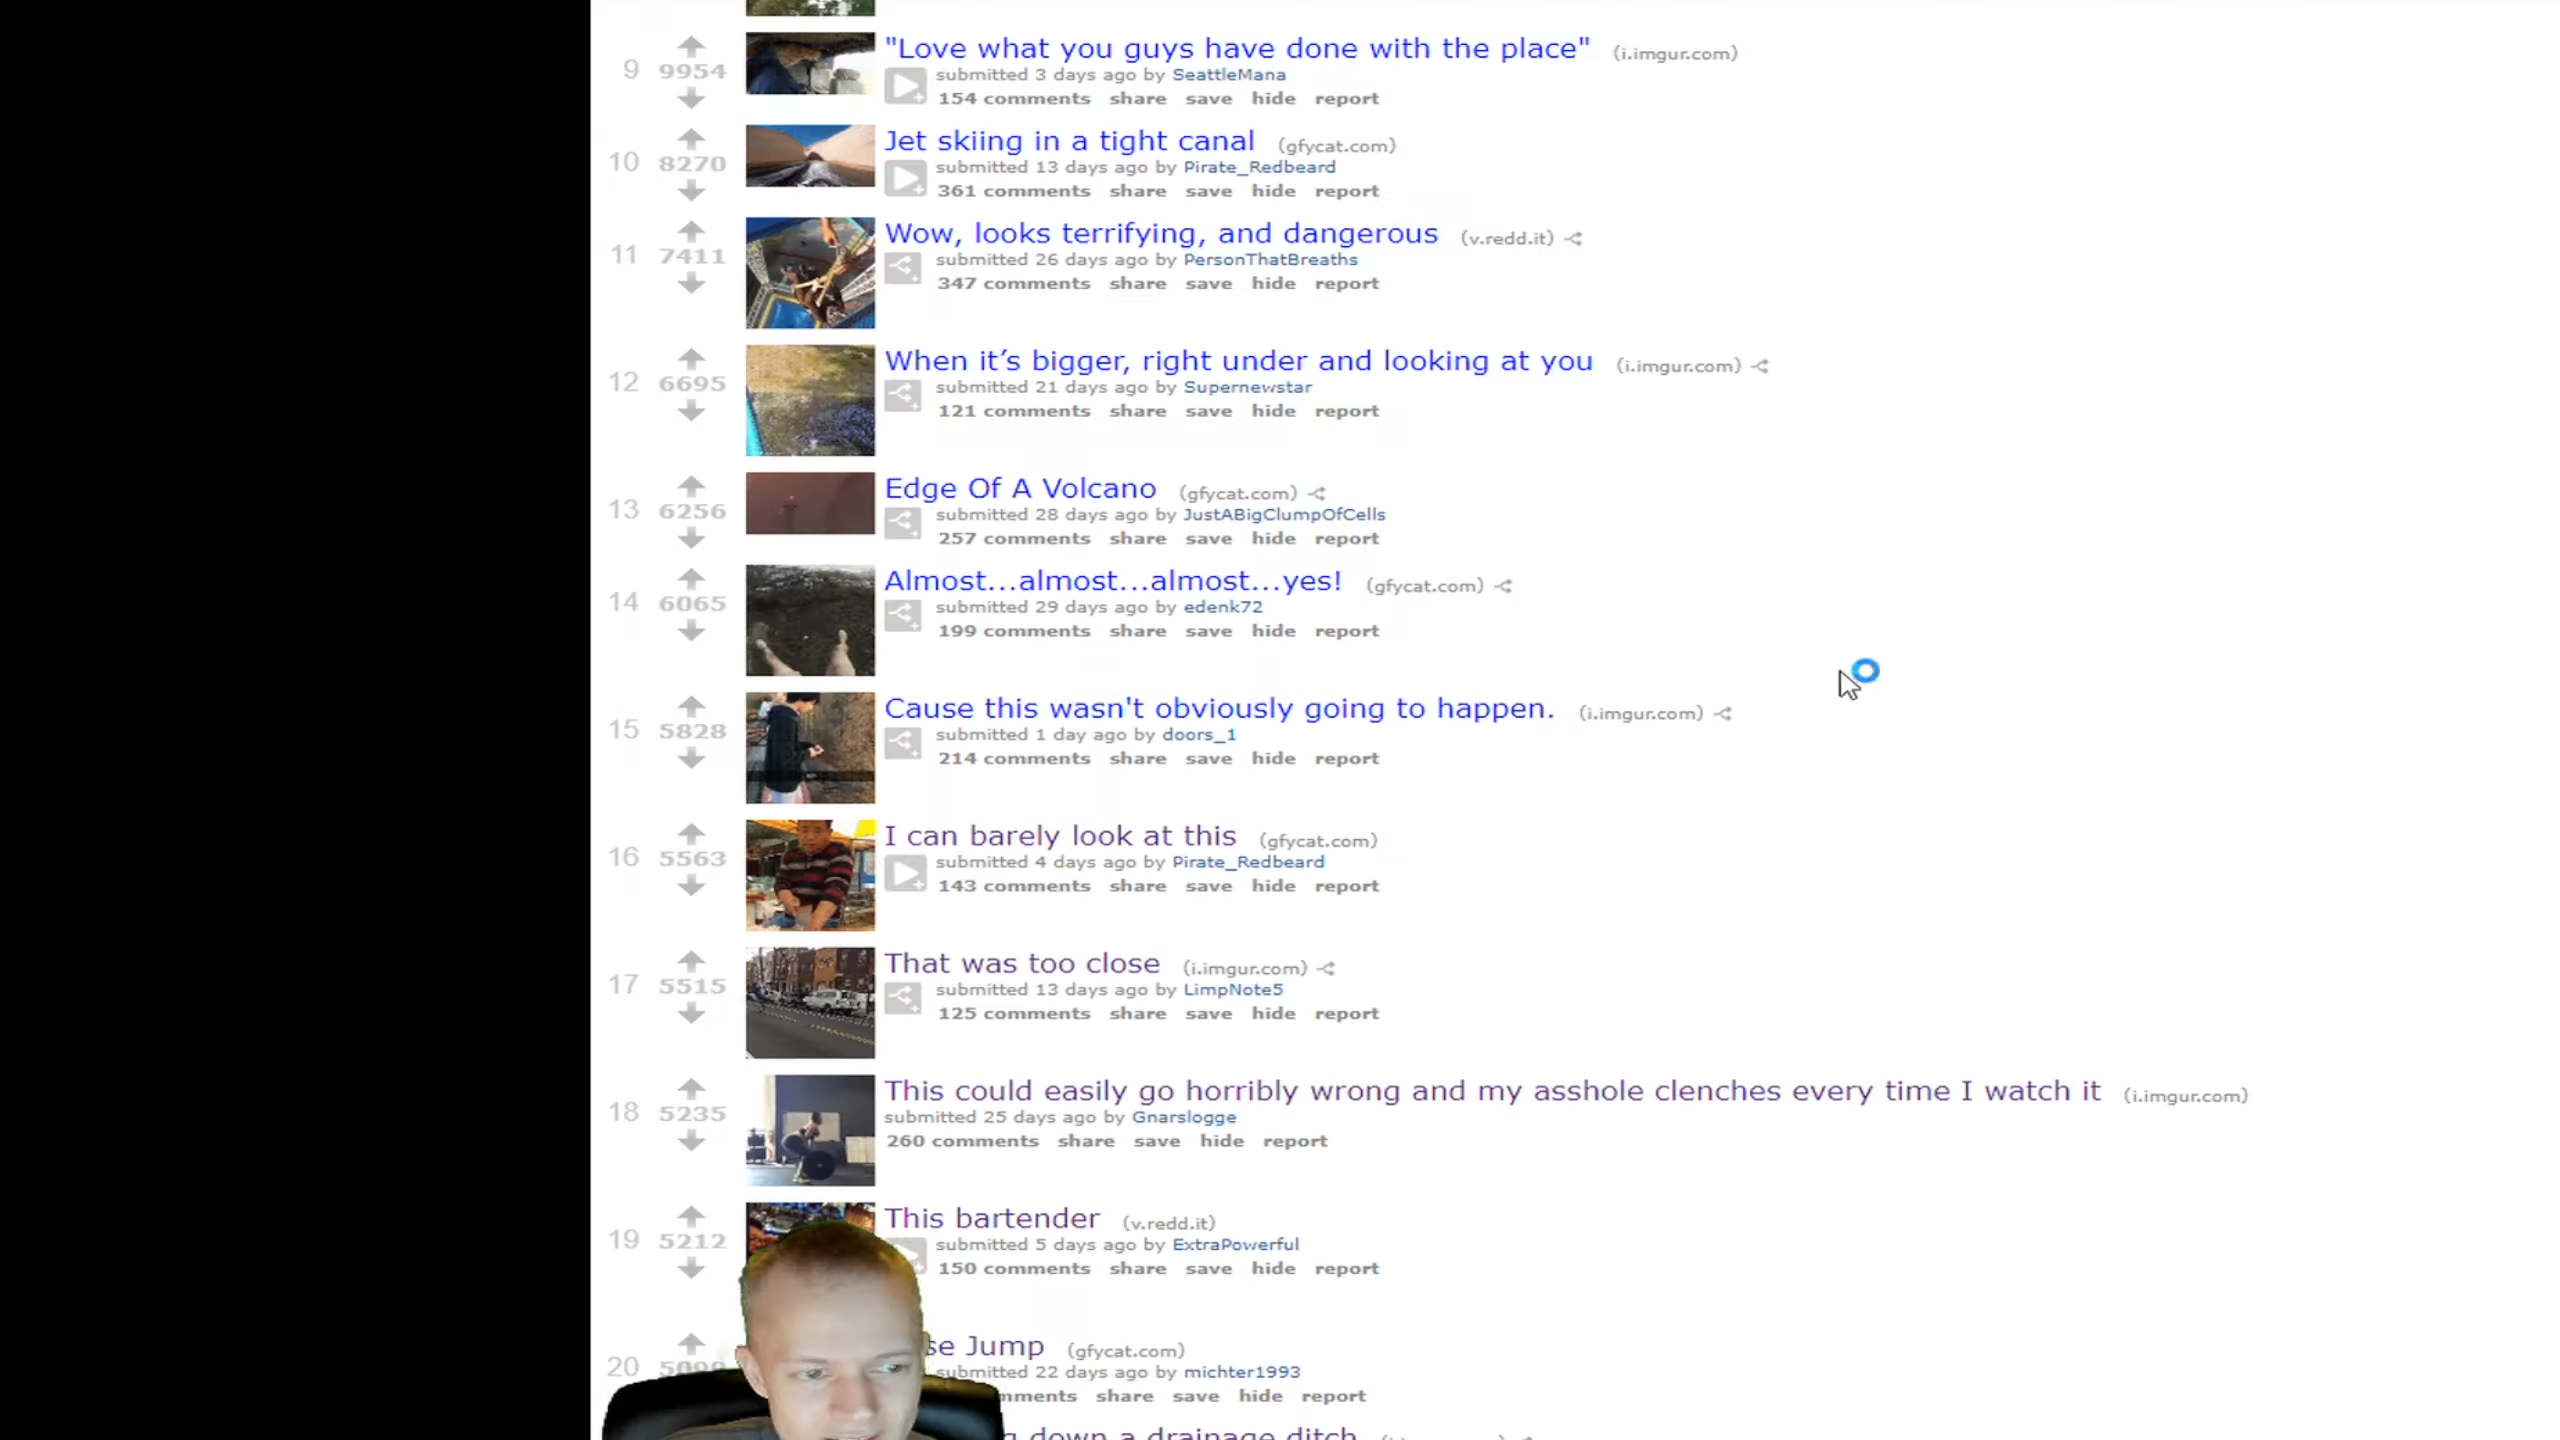 9 9954 "Love what you guys have done with the place" (i.imgur.com)
submitted 3 days ago by SeattleMana
154 comments share save hide report
10 8270 Jet skiing in a tight canal (gfycat.com)
submitted 13 days ago by Pirate_Redbeard
361 comments share save hide report
11 7411 Wow, looks terrifying, and dangerous (v.redd.it)
submitted 26 days ago by PersonThatBreaths
347 comments share save hide report
12 6695 When it’s bigger, right under and looking at you (i.imgur.com)
submitted 21 days ago by Supernewstar
121 comments share save hide report
13 6256 Edge Of A Volcano (gfycat.com)
submitted 28 days ago by JustABigClumpOfCells
257 comments share save hide report
14 6065 Almost...almost...almost...yes! (gfycat.com)
submitted 29 days ago by edenk72
199 comments share save hide report
15 5828 Cause this wasn't obviously going to happen. (i.imgur.com)
submitted 1 day ago by doors_1
214 comments share save hide report
16 5563 I can barely look at this (gfycat.com)
submitted 4 days ago by Pirate_Redbeard
143 comments share save hide report
17 5515 That was too close (i.imgur.com)
submitted 13 days ago by LimpNote5
125 comments share save hide report
18 5235 This could easily go horribly wrong and my asshole clenches every time I watch it (i.imgur.com)
submitted 25 days ago by Gnarslogge
260 comments share save hide report
19 5212 This bartender (v.redd.it)
submitted 5 days ago by ExtraPowerful
150 comments share save hide report
20 se Jump (gfycat.com)
submitted 22 days ago by michter1993
mments share save hide report
down a drainage ditch